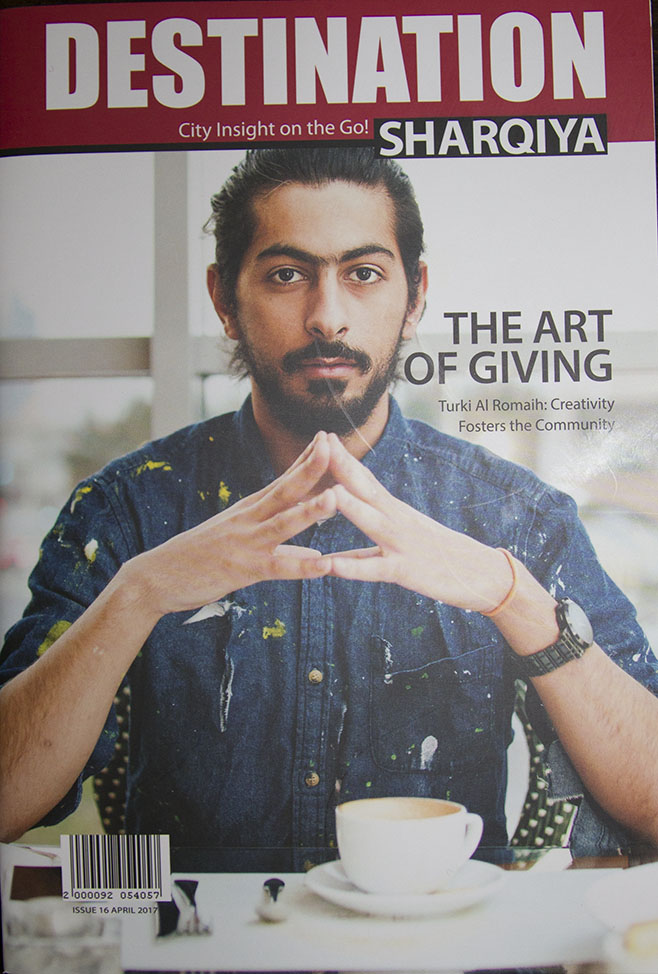 DESTINATION
City Insight on the Go! SHARQIYA
THE ART
OF GIVING
Turki Al Romaih: Creativity
Fosters the Community
2 000092 054057
ISSUE 16 APRIL 2017